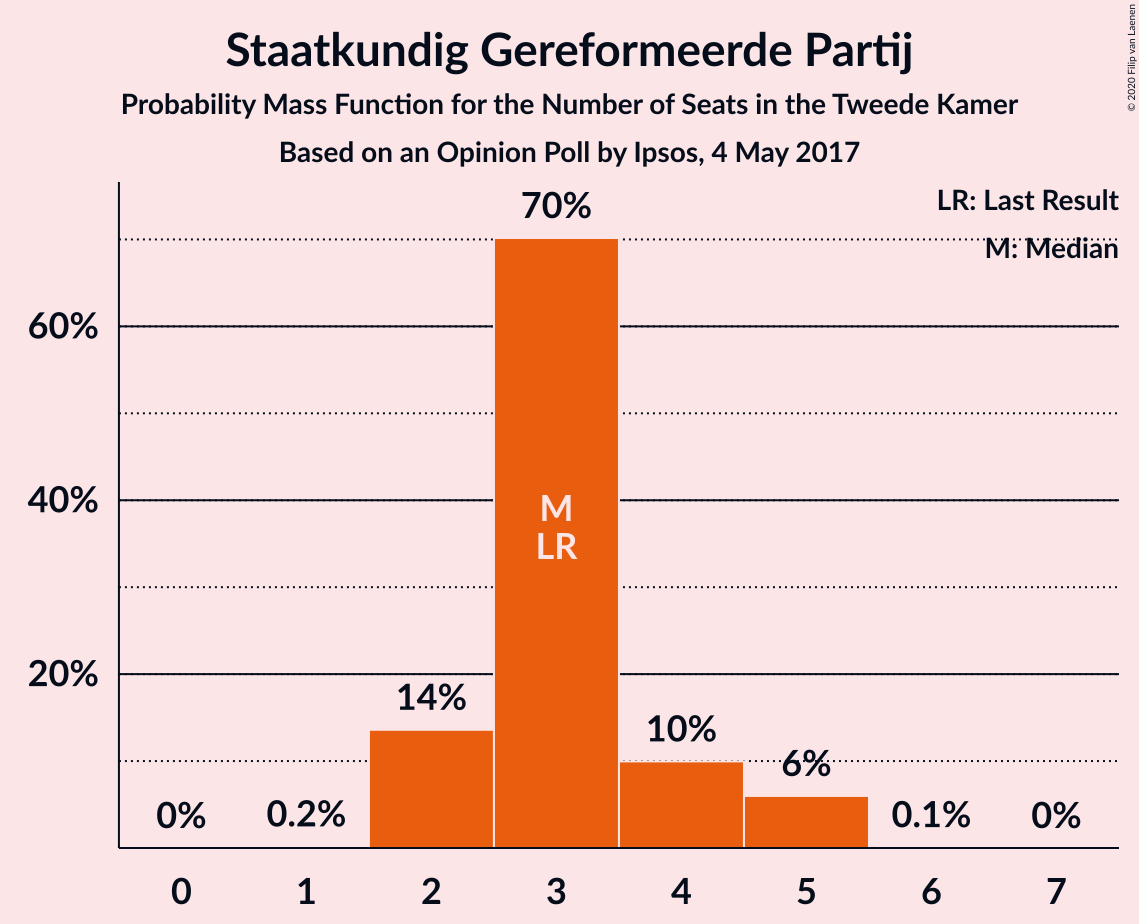 Staatkundig Gereformeerde Partij
Probability Mass Function for the Number of Seats in the Tweede Kamer
Based on an Opinion Poll by Ipsos, 4 May 2017
© 2020 Filip van Laenen
LR: Last Result
M: Median
60%
40%
20%
0%
0.2%
14%
70%
M
LR
10%
6%
0.1%
0%
0 1 2 3 4 5 6 7